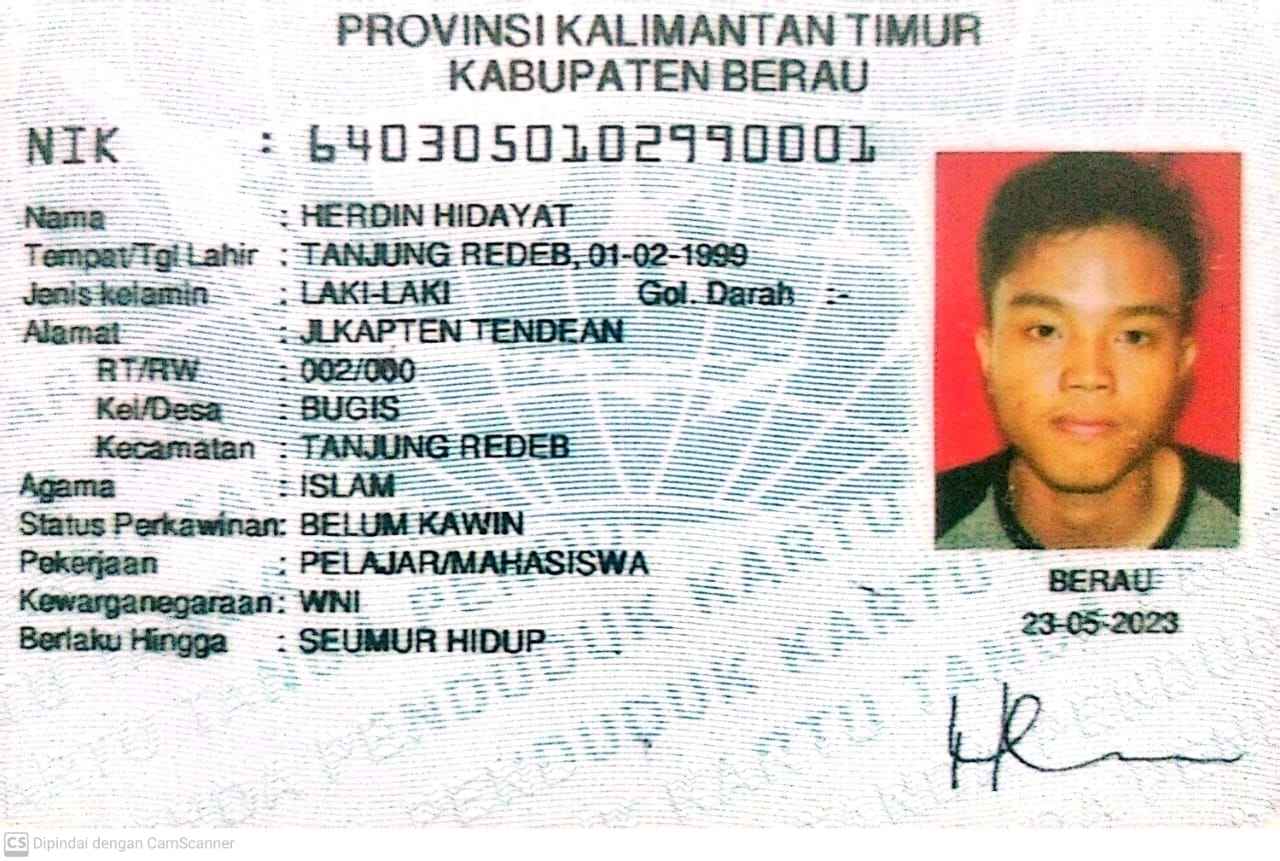 PROVINSI KALIMANTAN TIMUR
KABUPATEN BERAU
NIK : 6403050102990001
Nama : HERDIN HIDAYAT
Tempat/Tgl Lahir : TANJUNG REDEB, 01-02-1999
Jenis kelamin : LAKI-LAKI Gol. Darah :-
Alamat : JLKAPTEN TENDEAN
RT/RW : 002/000
Kel/Desa : BUGIS
Kecamatan : TANJUNG REDEB
Agama : ISLAM
Status Perkawinan: BELUM KAWIN
Pekerjaan : PELAJAR/MAHASISWA
Kewarganegaraan: WNI
Berlaku Hingga : SEUMUR HIDUP
BERAU
23-05-2023
CS Dipindai dengan CamScanner